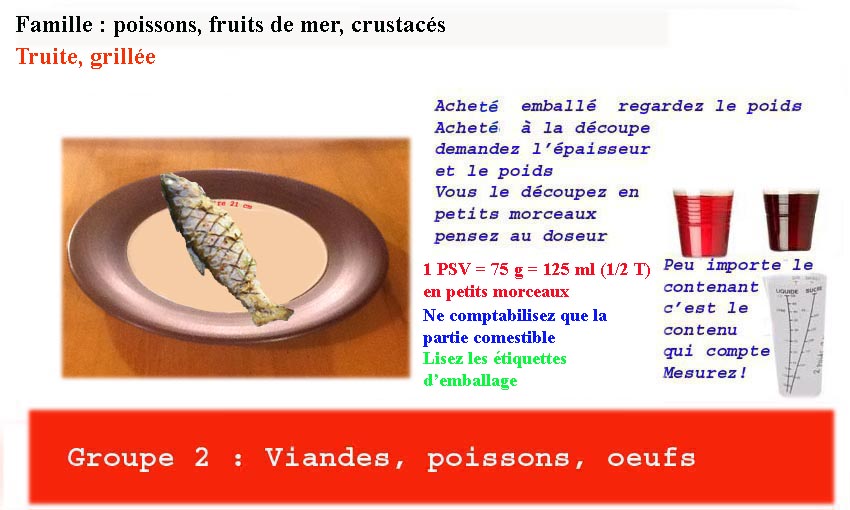 Famille : poissons, fruits de mer, crustacés
Truite, grillée
re 21 cm
Acheté emballé regardez le poids
Acheté à la découpe
demandez l'épaisseur
et le poids
Vous le découpez en
petits morceaux
pensez au doseur
1 PSV = 75 g = 125 ml (1/2 T)
en petits morceaux
Ne comptabilisez que la
partie comestible
Lisez les étiquettes
d'emballage
Peu importe le
contenant
c'est le
contenu
qui compte
Mesurez!
LIQUIDE SUCRE
Groupe 2 : Viandes, poissons, oeufs